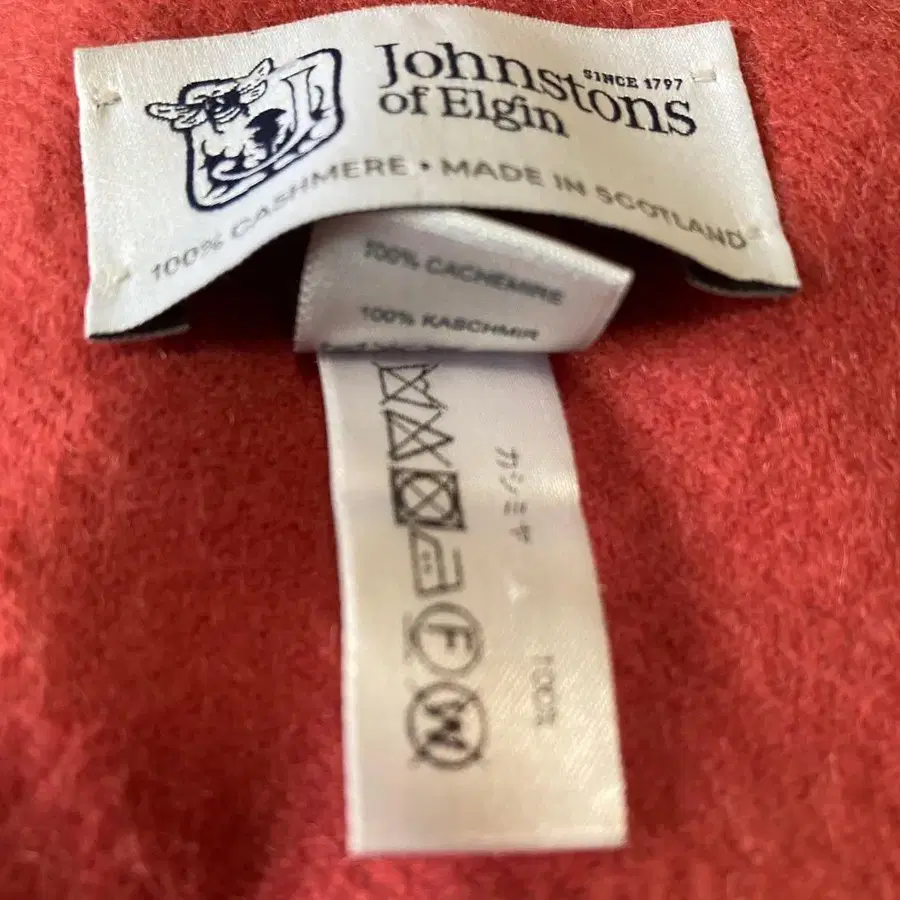 Johnstons
SINCE 1797
of Elgin
100% CASHMERE • MADE IN SCOTLAND
100% CACHEMIRE
100% KASCHMIR
カシミヤ 100%
F
W